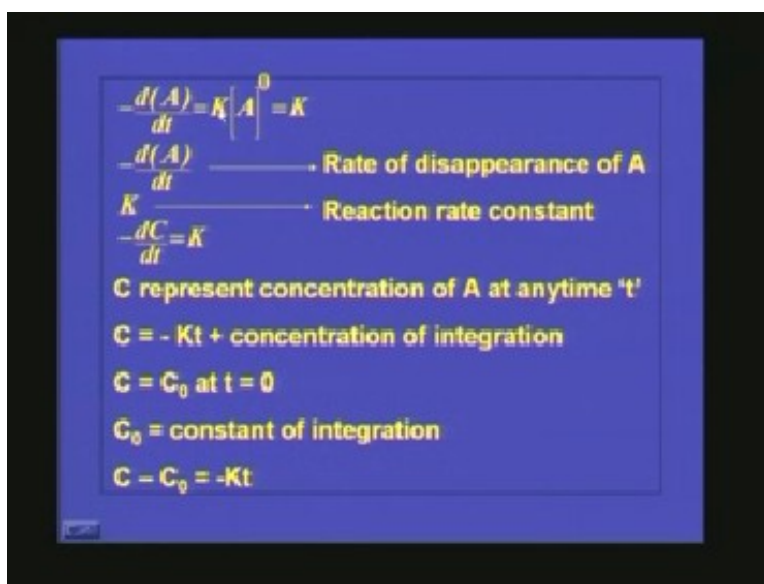 -d(A)/dt = K[A]^0 = K
-d(A)/dt → Rate of disappearance of A
K → Reaction rate constant
-dC/dt = K
C represent concentration of A at anytime 't'
C = - Kt + concentration of integration
C = C₀ at t = 0
C₀ = constant of integration
C – C₀ = -Kt